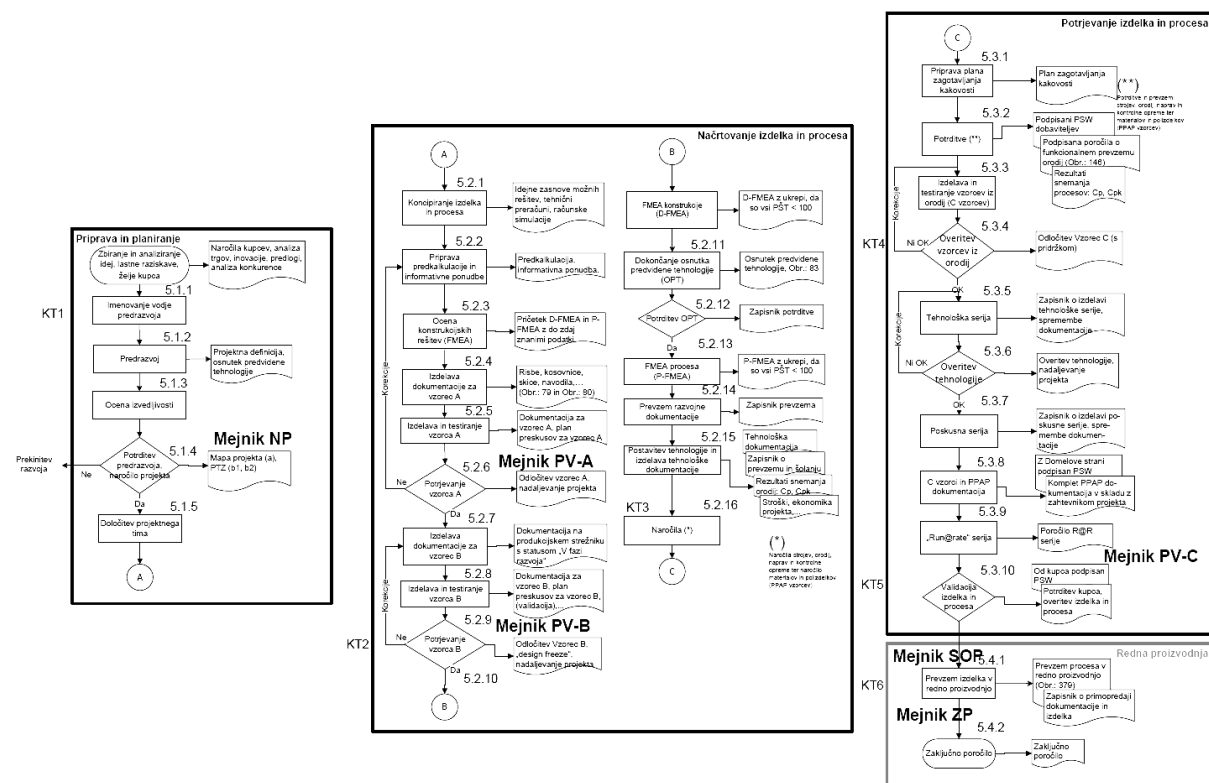 Priprava in planiranje
Zbiranje in analiziranje
idej, lastne raziskave,
želje kupca
Naročila kupcev, analiza
trgov, inovacije, predlogi,
analiza konkurence
5.1.1
KT1
Imenovanje vodje
predrazvoja
5.1.2
Predrazvoj
Projektna definicija,
osnutek predvidene
tehnologije
5.1.3
Ocena izvedljivosti
Mejnik NP
5.1.4
Potrditev
predrazvoja,
naročilo projekta
Mapa projekta (a),
PTZ (b1, b2)
Prekinitev
razvoja
Ne
Da
5.1.5
Določitev projektnega
tima
A
Načrtovanje izdelka in procesa
A
5.2.1
Koncipiranje izdelka
in procesa
Idejne zasnove možnih
rešitev, tehnični
preračuni, računske
simulacije
5.2.2
Priprava
predkalkulacije in
informativne ponudbe
Predkalkulacija,
informativna ponudba.
5.2.3
Ocena
konstrukcijskih
rešitev (FMEA)
Pričetek D-FMEA in P-
FMEA z do zdaj
znanimi podatki.
5.2.4
Korekcije
Izdelava
dokumentacije za
vzorec A
Risbe, kosovnice,
skice, navodila,...
(Obr.: 79 in Obr.: 80)
5.2.5
Izdelava in testiranje
vzorca A
Dokumentacija za
vzorec A, plan
preskusov za vzorec A
5.2.6
Mejnik PV-A
Potrjevanje
vzorca A
Odločitev vzorec A,
nadaljevanje projekta
Ne
Da
5.2.7
Izdelava
dokumentacije za
vzorec B
Dokumentacija na
produkcijskem strežniku
s statusom „V fazi
razvoja“
Korekcije
5.2.8
Izdelava in testiranje
vzorca B
Dokumentacija za
vzorec B, plan
preskusov za vzorec B,
(validacija),..
5.2.9
Mejnik PV-B
KT2
Ne
Potrjevanje
vzorca B
Odločitev Vzorec B,
„design freeze“,
nadaljevanje projekta
Da
5.2.10
B
B
FMEA konstrukcije
(D-FMEA)
D-FMEA z ukrepi, da
so vsi PŠT < 100
5.2.11
Dokončanje osnutka
predvidene tehnologije
(OPT)
Osnutek predvidene
tehnologije, Obr.: 83
5.2.12
Potrditev OPT
Zapisnik potrditve
Da
5.2.13
FMEA procesa
(P-FMEA)
P-FMEA z ukrepi, da
so vsi PŠT < 100
5.2.14
Prevzem razvojne
dokumentacije
Zapisnik prevzema
5.2.15
Postavitev tehnologije in
izdelava tehnološke
dokumentacije
Tehnološka
dokumentacija
Zapisnik o
prevzemu in šolanju
Rezultati snemanja
orodij: Cp, Cpk
Stroški, ekonomika
projekta,
5.2.16
KT3
Naročila (*)
C
(*)
Naročila strojev, orodij,
naprav in kontrolne
opreme ter naročilo
materialov in polizdelkov
(PPAP vzorcev)
Potrjevanje izdelka in procesa
C
5.3.1
Priprava plana
zagotavljanja
kakovosti
Plan zagotavljanja
kakovosti
(**)
Potrditve in prevzem
strojev, orodij, naprav in
kontrolne opreme ter
materialov in polizdelkov
(PPAP vzorcev)
5.3.2
Potrditve (**)
Podpisani PSW
dobaviteljev
Podpisana poročila o
funkcionalnem prevzemu
orodij (Obr.: 146)
Rezultati
snemanja
procesov: Cp, Cpk
5.3.3
Korekcije
Izdelava in
testiranje vzorcev iz
orodij (C vzorcev)
5.3.4
KT4
Ni OK
Overitev
vzorcev iz
orodij
Odločitev Vzorec C (s
pridržkom)
OK
5.3.5
Korekcije
Tehnološka serija
Zapisnik o izdelavi
tehnološke serije,
spremembe
dokumentacije
5.3.6
Ni OK
Overitev
tehnologije
Overitev tehnologije,
nadaljevanje
projekta
OK
5.3.7
Poskusna serija
Zapisnik o izdelavi po-
skusne serije, spre-
membe dokumen-
tacije
5.3.8
C vzorci in PPAP
dokumentacija
Z Domelove strani
podpisan PSW
Komplet PPAP do-
kumentacija v skladu z
zahtevnikom projekta
5.3.9
„Run@rate“ serija
Poročilo R@R
serije
Mejnik PV-C
5.3.10
KT5
Validacija
izdelka in
procesa
Od kupca podpisan
PSW
Potrditev kupca,
overitev izdelka in
procesa
Redna proizvodnja
Mejnik SOP
5.4.1
KT6
Prevzem izdelka v
redno proizvodnjo
Prevzem procesa v
redno proizvodnjo
(Obr.: 379)
Zapisnik o primopredaji
dokumentacije in
izdelka
Mejnik ZP
5.4.2
Zaključno poročilo
Zaključno
poročilo